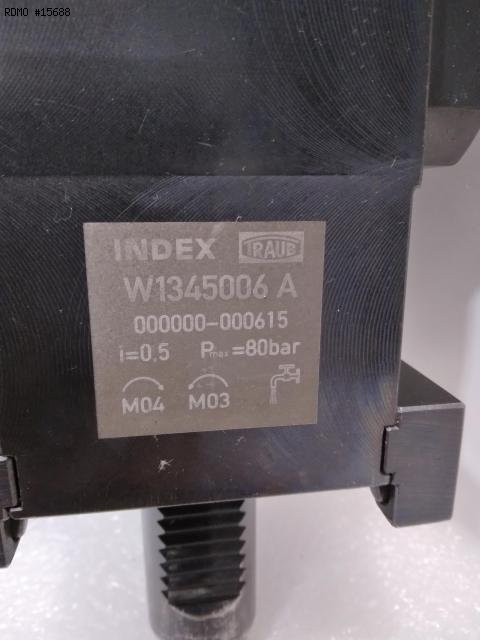 RDMO #15688
INDEX TRAUB
W1345006 A
000000-000615
i=0.5 Pmax=80bar
M04 M03